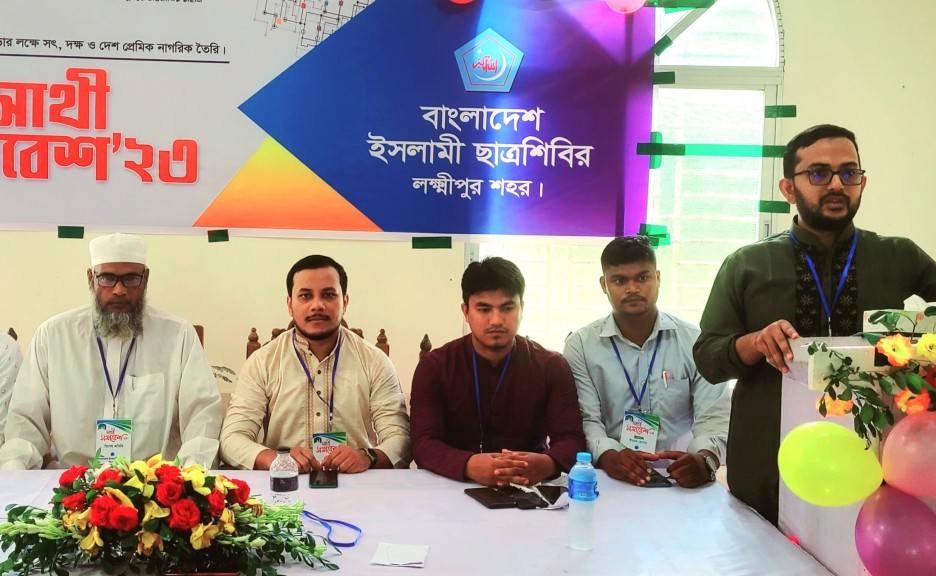 র লক্ষে সৎ, দক্ষ ও দেশ প্রেমিক নাগরিক তৈরি।
সাথী
বেশ'২৩
বাংলাদেশ
ইসলামী ছাত্রশিবির
লক্ষ্মীপুর শহর।